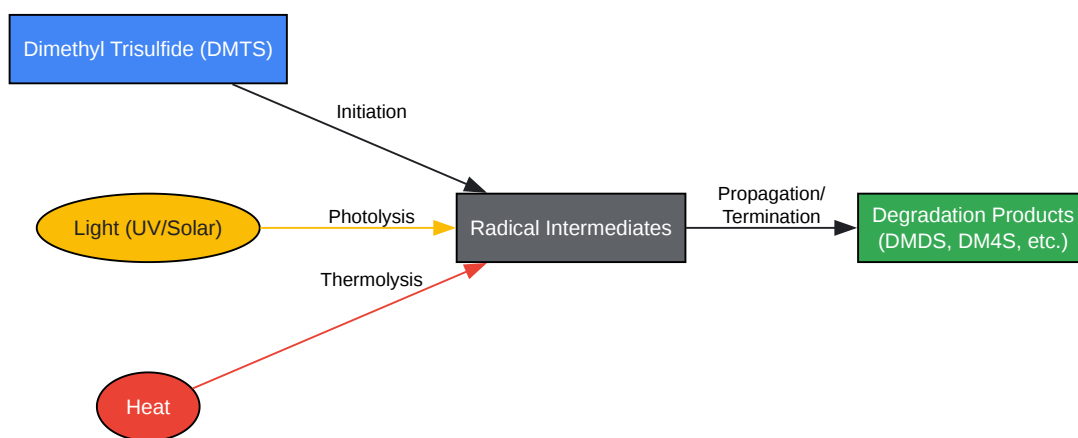 Dimethyl Trisulfide (DMTS)
Initiation
Light (UV/Solar)
Photolysis
Radical Intermediates
Propagation/
Termination
Degradation Products
(DMDS, DM4S, etc.)
Thermolysis
Heat